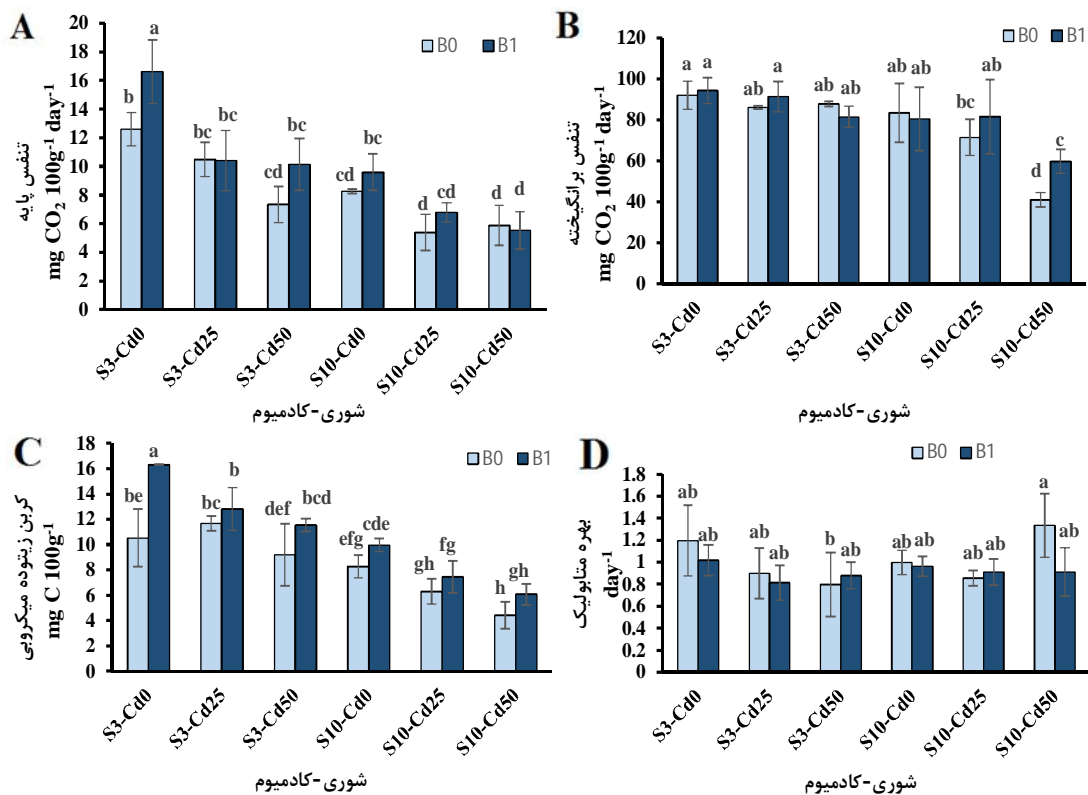 A
B0 B1
20
18
16
14
12
10
8
6
4
2
0
a
b
bc bc
bc
cd
cd
bc
d
cd
d d
تنفس پایه
mg CO2 100g-1 day-1
S3-Cd0
S3-Cd25
S3-Cd50
S10-Cd0
S10-Cd25
S10-Cd50
شوری-کادمیوم
B
B0 B1
120
100
80
60
40
20
0
a a
ab a
ab ab
ab ab
bc ab
d c
تنفس برانگیخته
mg CO2 100g-1 day-1
S3-Cd0
S3-Cd25
S3-Cd50
S10-Cd0
S10-Cd25
S10-Cd50
شوری-کادمیوم
C
B0 B1
18
16
14
12
10
8
6
4
2
0
be a
bc b
def bcd
efg cde
gh fg
h gh
کربن زیتوده میکروبی
mg C 100g-1
S3-Cd0
S3-Cd25
S3-Cd50
S10-Cd0
S10-Cd25
S10-Cd50
شوری-کادمیوم
D
B0 B1
1.8
1.6
1.4
1.2
1
0.8
0.6
0.4
0.2
0
ab ab
ab ab
b ab
ab ab
ab ab
a ab
بهره متابولیک
day-1
S3-Cd0
S3-Cd25
S3-Cd50
S10-Cd0
S10-Cd25
S10-Cd50
شوری-کادمیوم